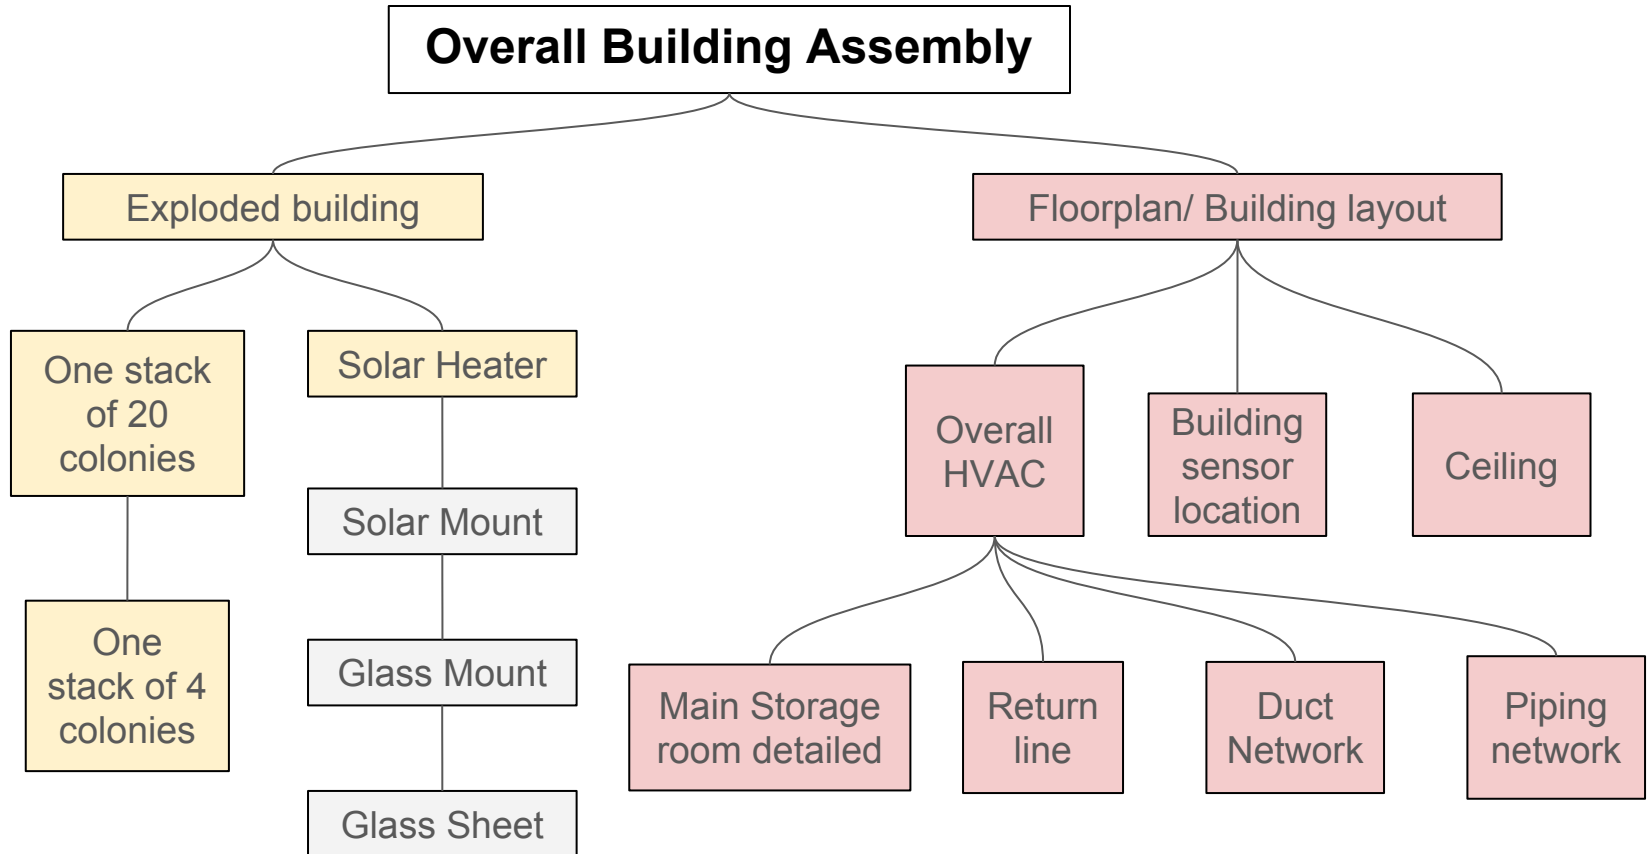 Overall Building Assembly
Exploded building
Floorplan/ Building layout
One stack
of 20
colonies
Solar Heater
Overall
HVAC
Building
sensor
location
Ceiling
Solar Mount
One
stack of 4
colonies
Glass Mount
Main Storage
room detailed
Return
line
Duct
Network
Piping
network
Glass Sheet